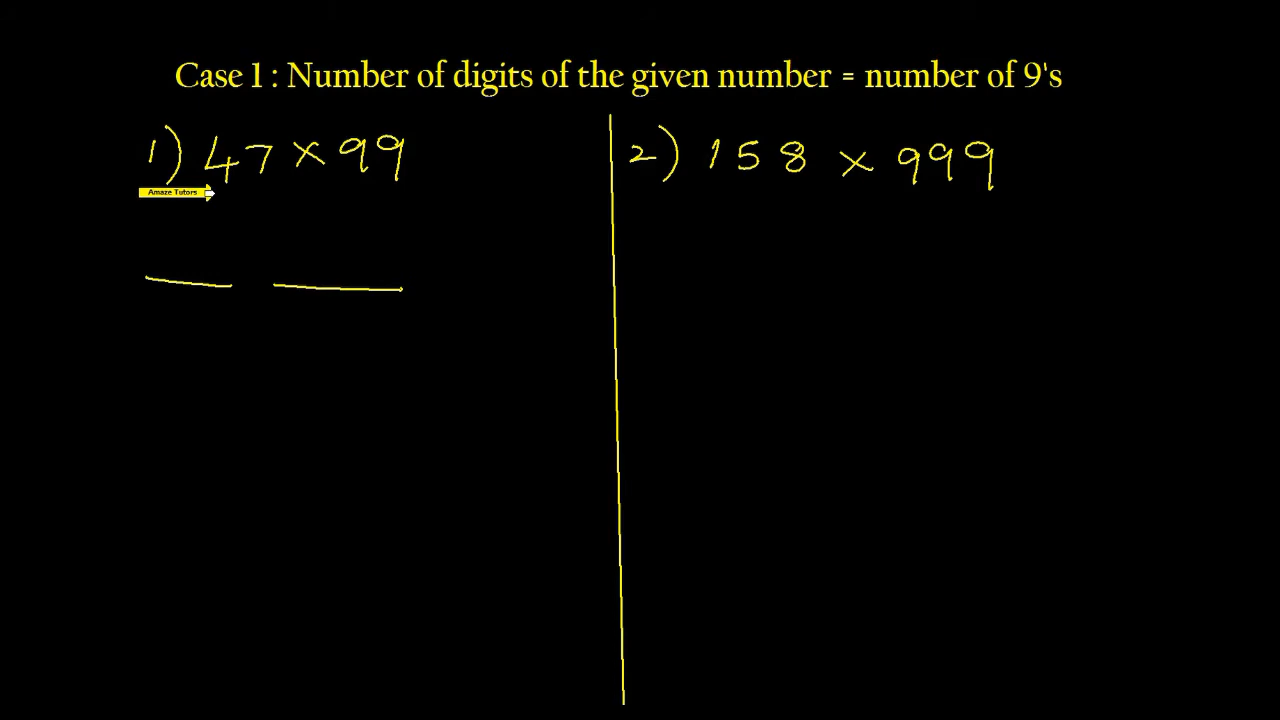 Case 1 : Number of digits of the given number = number of 9's
1) 47 × 99
2) 158 × 999
Amaze Tutors